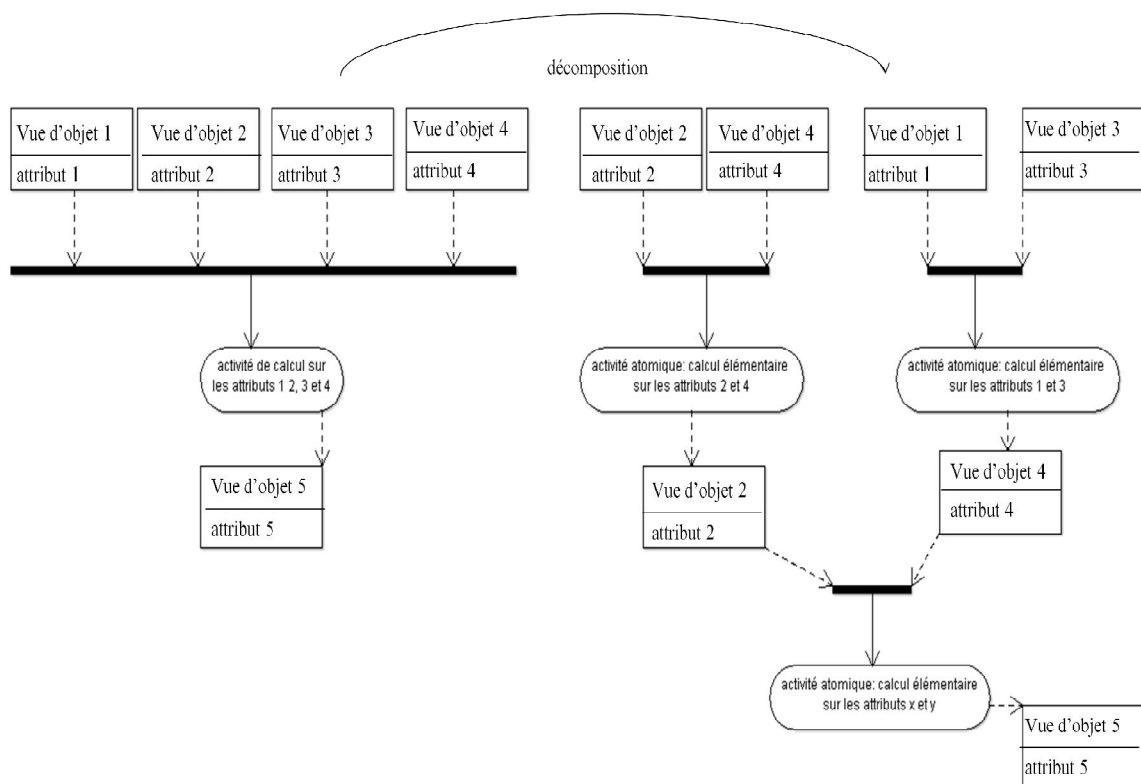 décomposition
Vue d'objet 1
attribut 1
Vue d'objet 2
attribut 2
Vue d'objet 3
attribut 3
Vue d'objet 4
attribut 4
Vue d'objet 2
attribut 2
Vue d'objet 4
attribut 4
Vue d'objet 1
attribut 1
Vue d'objet 3
attribut 3
activité de calcul sur
les attributs 1 2, 3 et 4
activité atomique: calcul élémentaire
sur les attributs 2 et 4
activité atomique: calcul élémentaire
sur les attributs 1 et 3
Vue d'objet 5
attribut 5
Vue d'objet 2
attribut 2
Vue d'objet 4
attribut 4
activité atomique: calcul élémentaire
sur les attributs x et y
Vue d'objet 5
attribut 5